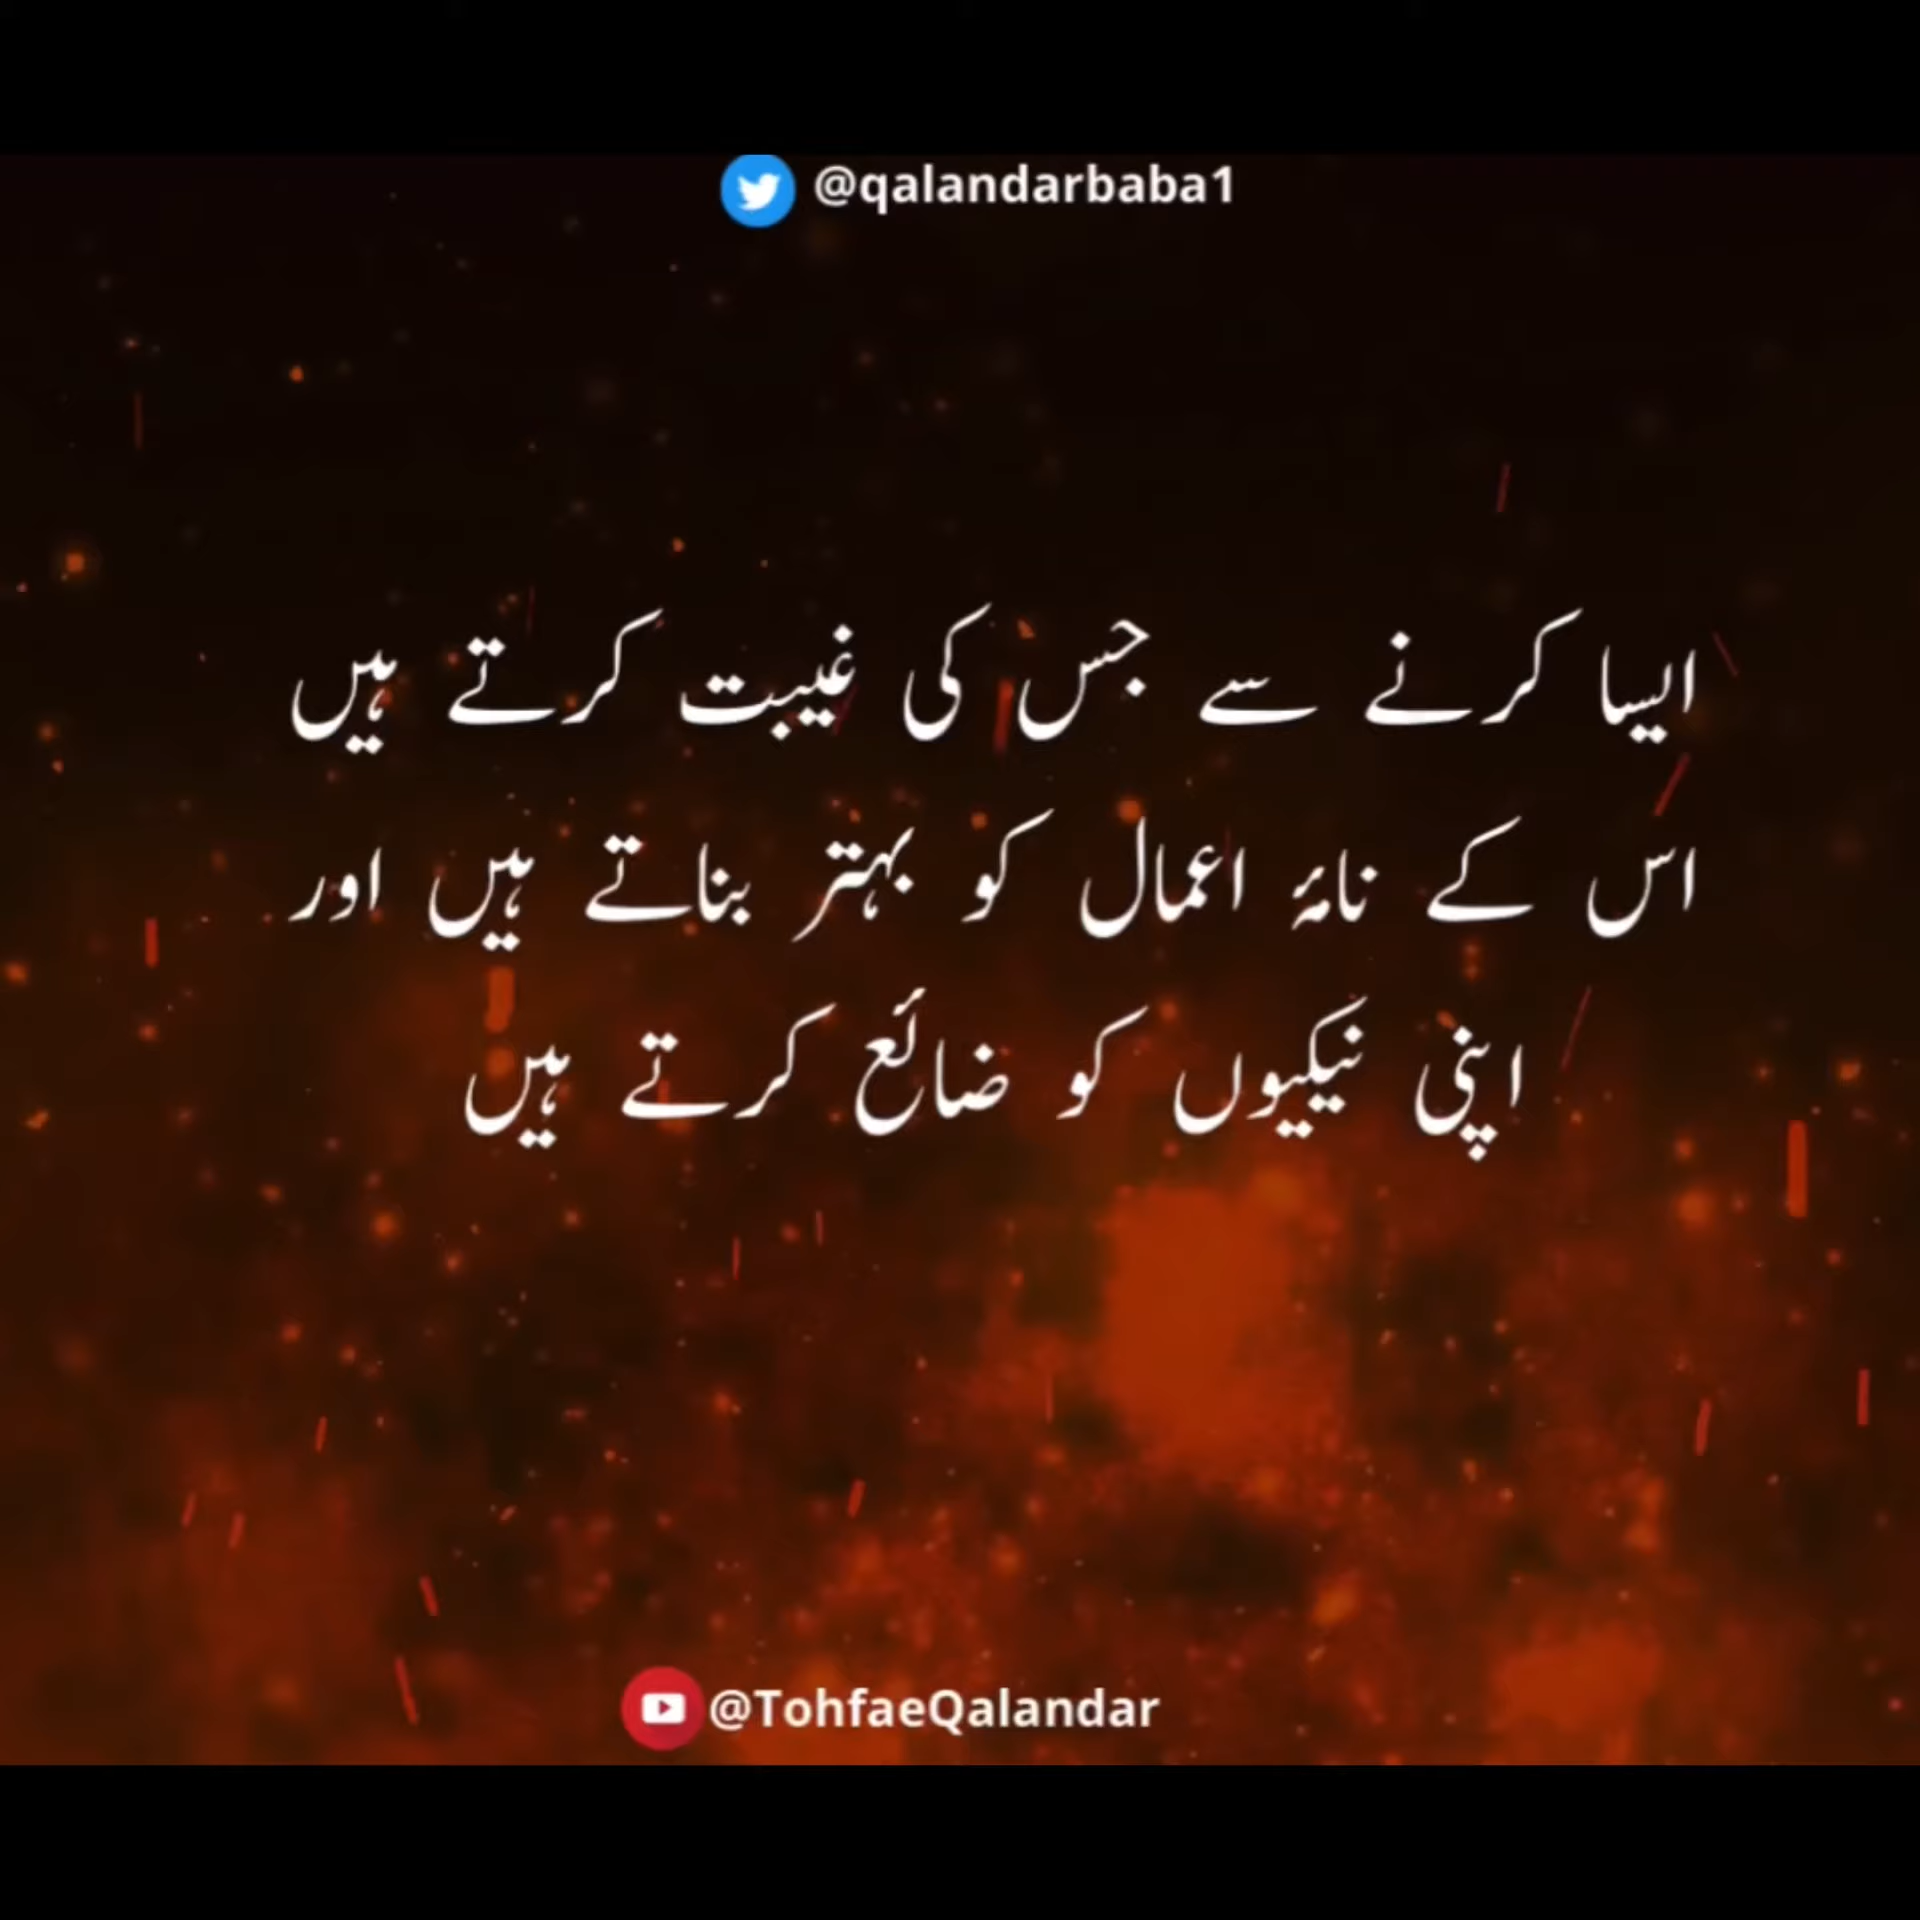 @qalandarbaba1
ایسا کرنے سے جس کی غیبت کرتے ہیں
اس کے نامۂ اعمال کو بہتر بناتے ہیں اور
اپنی نیکیوں کو ضائع کرتے ہیں
@TohfaeQalandar